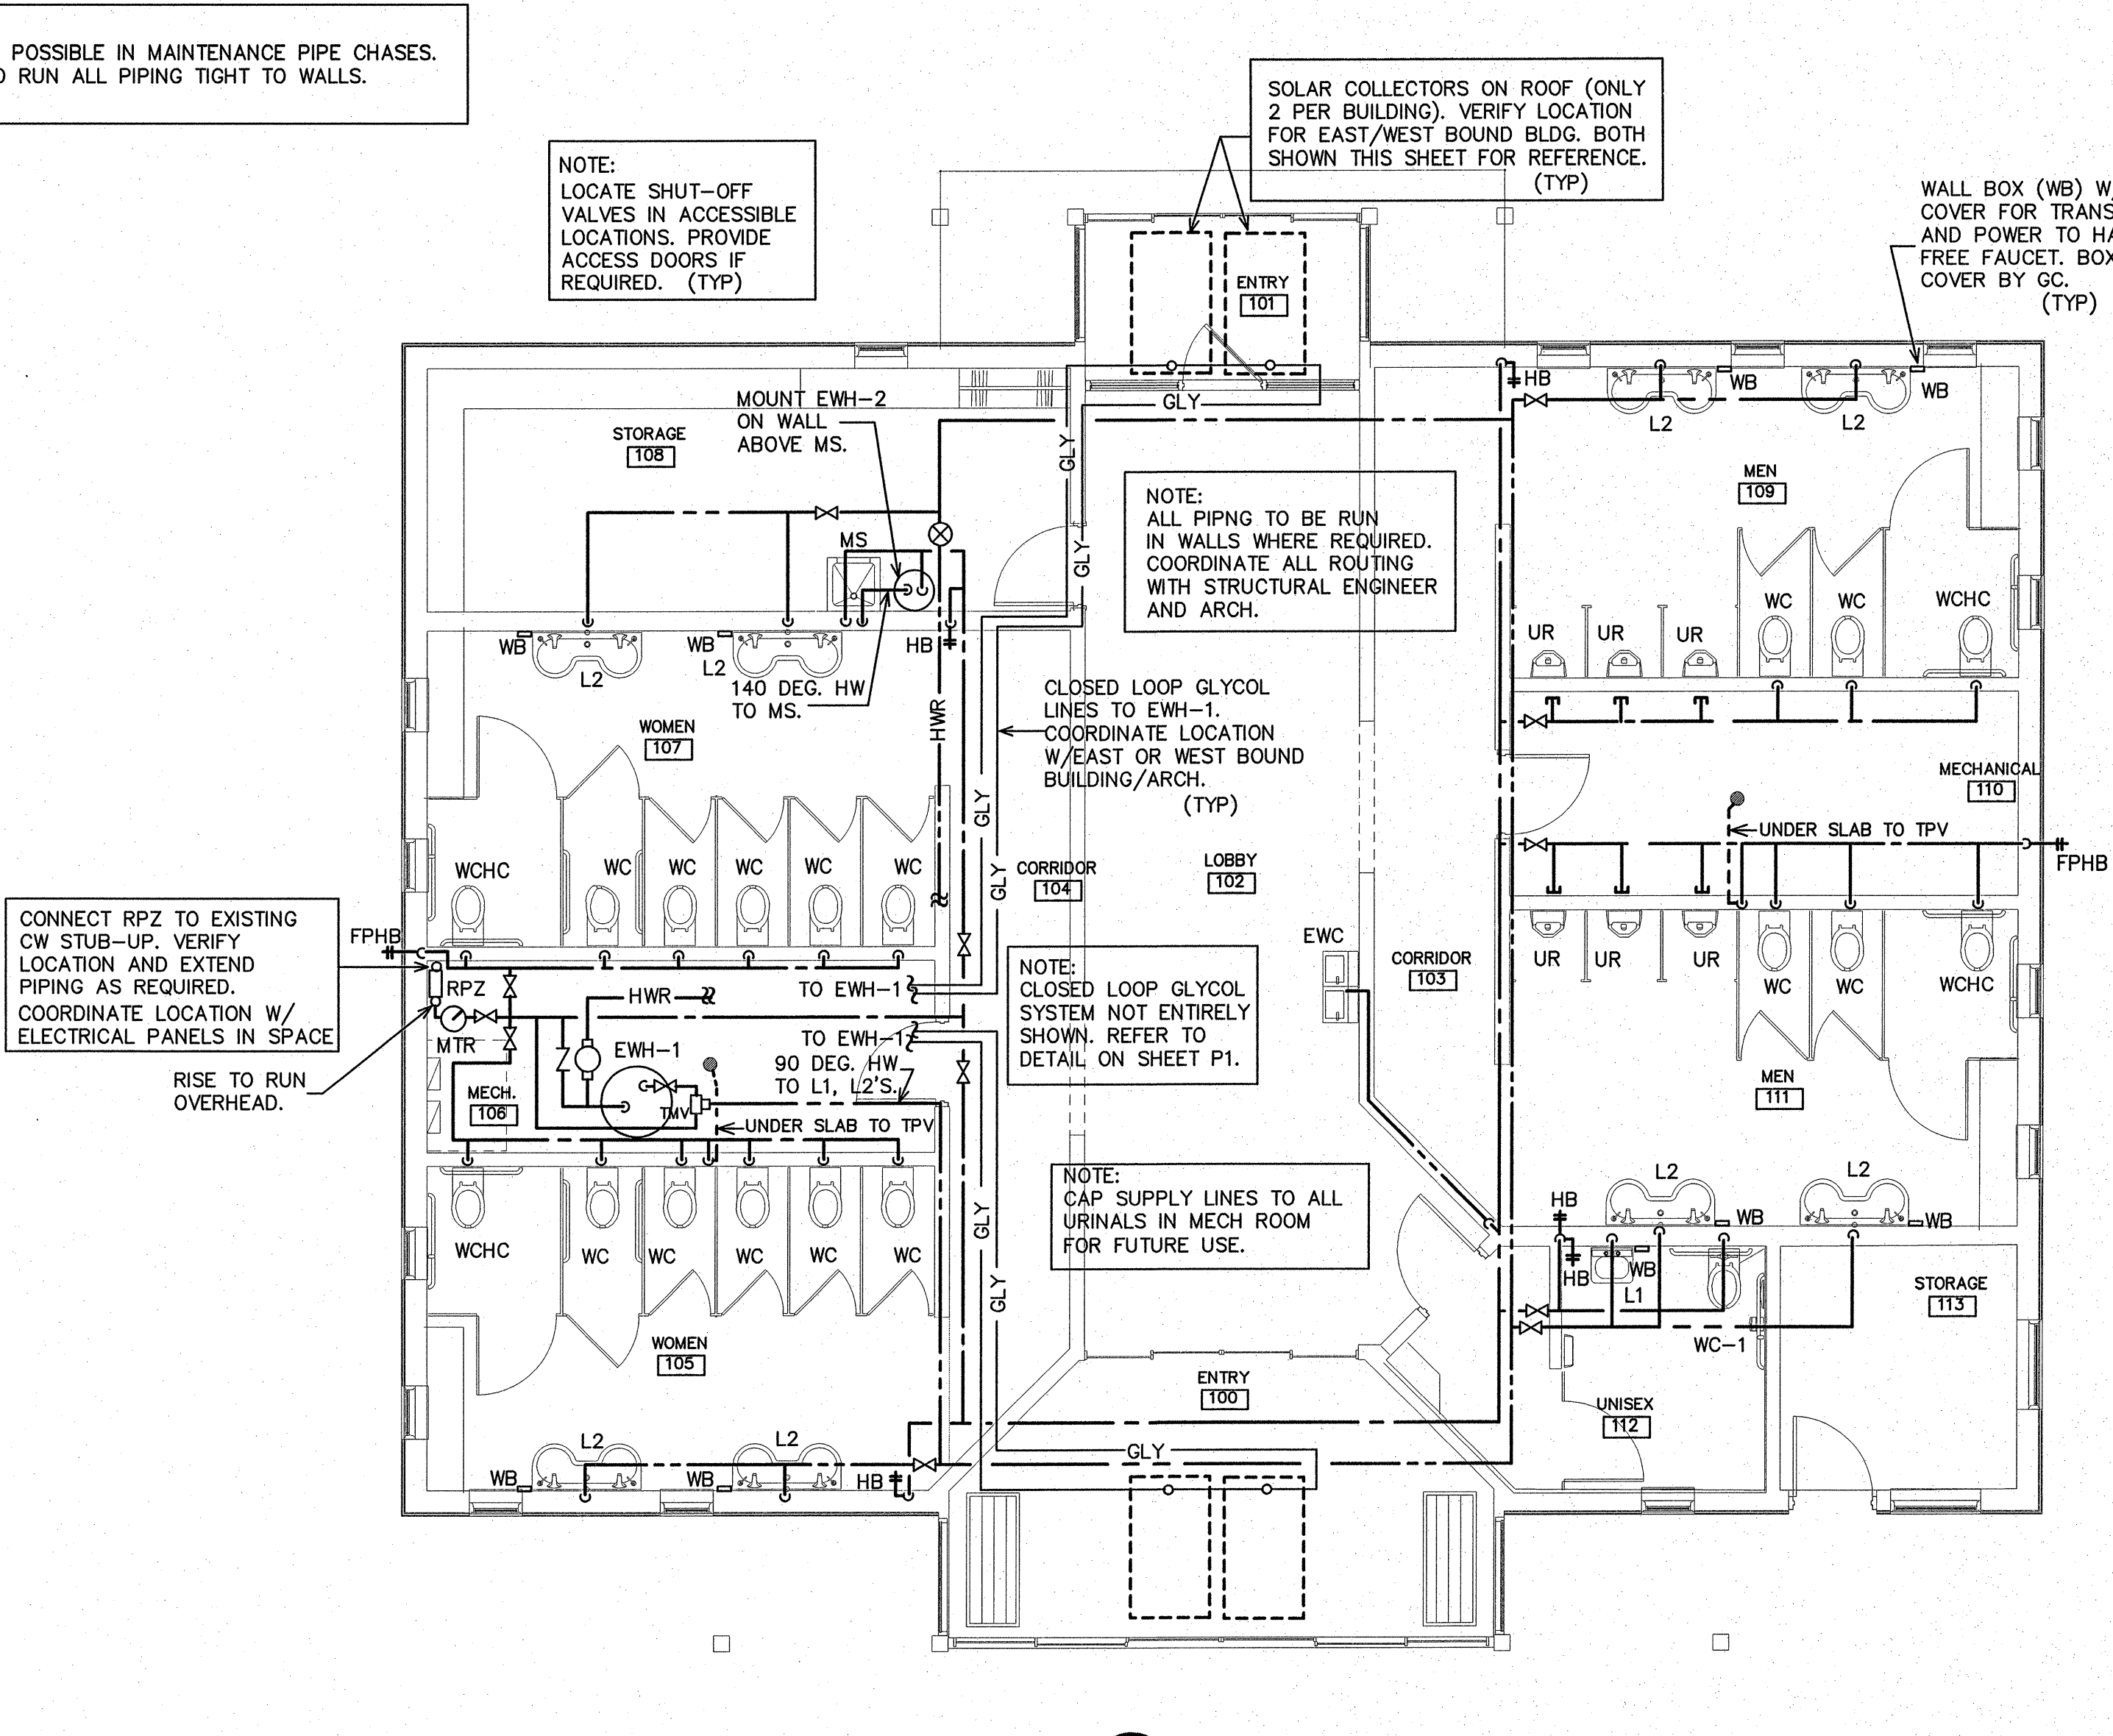 POSSIBLE IN MAINTENANCE PIPE CHASES.
RUN ALL PIPING TIGHT TO WALLS.
NOTE:
LOCATE SHUT-OFF
VALVES IN ACCESSIBLE
LOCATIONS. PROVIDE
ACCESS DOORS IF
REQUIRED. (TYP)
SOLAR COLLECTORS ON ROOF (ONLY
2 PER BUILDING). VERIFY LOCATION
FOR EAST/WEST BOUND BLDG. BOTH
SHOWN THIS SHEET FOR REFERENCE.
(TYP)
WALL BOX (WB) W/
COVER FOR TRANS
AND POWER TO HA
FREE FAUCET. BOX
COVER BY GC.
(TYP)
ENTRY
101
GLY
GLY
GLY
MOUNT EWH-2
ON WALL
ABOVE MS.
STORAGE
108
MS
HB
WB
WB
L2
L2
MEN
109
NOTE:
ALL PIPNG TO BE RUN
IN WALLS WHERE REQUIRED.
COORDINATE ALL ROUTING
WITH STRUCTURAL ENGINEER
AND ARCH.
WC
WC
WCHC
UR
UR
UR
WB
L2
WB
L2
HB
140 DEG. HW
TO MS.
HWR
WOMEN
107
CLOSED LOOP GLYCOL
LINES TO EWH-1.
COORDINATE LOCATION
W/EAST OR WEST BOUND
BUILDING/ARCH.
(TYP)
GLY
GLY
MECHANICAL
110
UNDER SLAB TO TPV
FPHB
WCHC
WC
WC
WC
WC
WC
CORRIDOR
104
LOBBY
102
CONNECT RPZ TO EXISTING
CW STUB-UP. VERIFY
LOCATION AND EXTEND
PIPING AS REQUIRED.
COORDINATE LOCATION W/
ELECTRICAL PANELS IN SPACE
FPHB
RPZ
MTR
HWR
TO EWH-1
TO EWH-1
EWH-1
90 DEG. HW
TO L1, L2'S.
TMV
MECH.
106
UNDER SLAB TO TPV
RISE TO RUN
OVERHEAD.
NOTE:
CLOSED LOOP GLYCOL
SYSTEM NOT ENTIRELY
SHOWN. REFER TO
DETAIL ON SHEET P1.
EWC
CORRIDOR
103
UR
UR
UR
WC
WC
WCHC
MEN
111
NOTE:
CAP SUPPLY LINES TO ALL
URINALS IN MECH ROOM
FOR FUTURE USE.
WCHC
WC
WC
WC
WC
WC
GLY
GLY
L2
L2
HB
WB
WB
HB
WB
L1
STORAGE
113
WC-1
WOMEN
105
ENTRY
100
UNISEX
112
L2
L2
WB
WB
HB
GLY